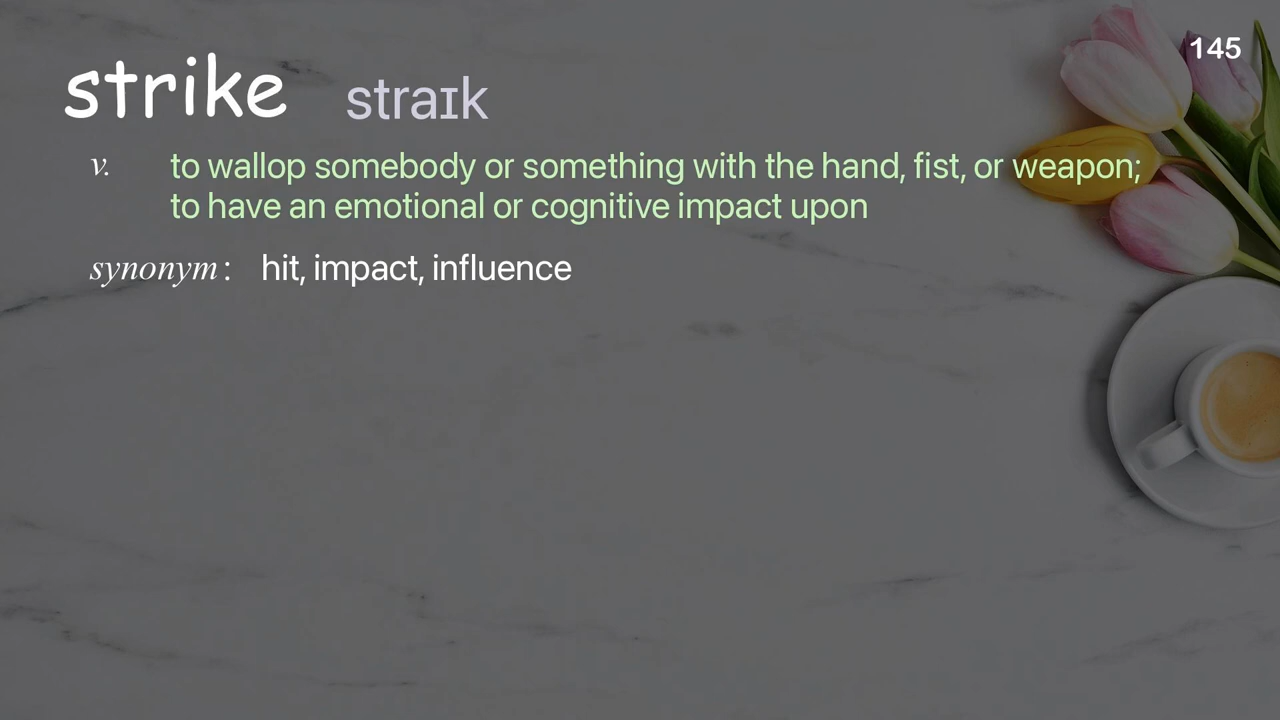 145
strike straɪk
v. to wallop somebody or something with the hand, fist, or weapon;
to have an emotional or cognitive impact upon
synonym: hit, impact, influence